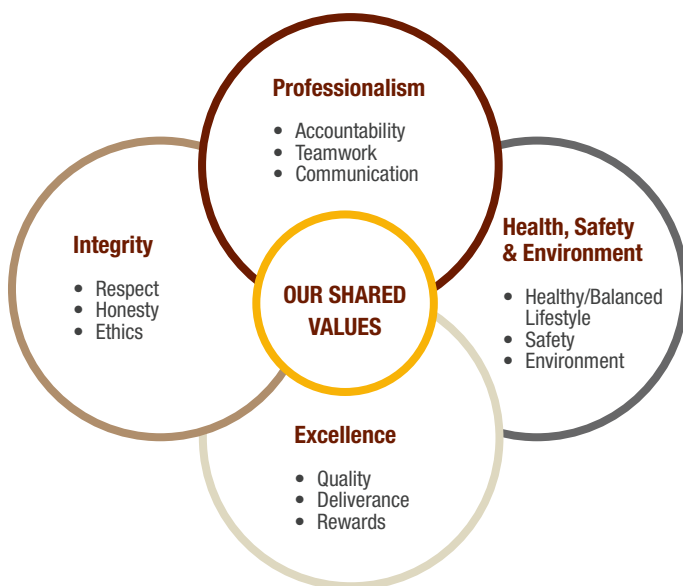 Professionalism
• Accountability
• Teamwork
• Communication
Integrity
• Respect
• Honesty
• Ethics
OUR SHARED
VALUES
Health, Safety
& Environment
• Healthy/Balanced
Lifestyle
• Safety
• Environment
Excellence
• Quality
• Deliverance
• Rewards